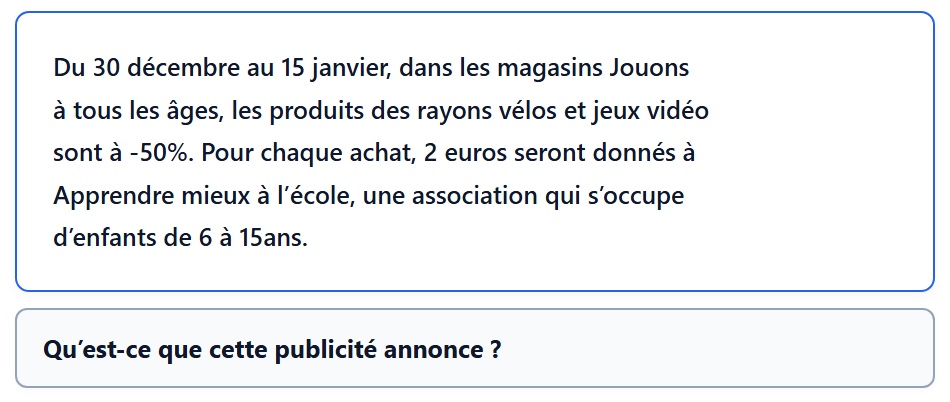 Du 30 décembre au 15 janvier, dans les magasins Jouons
à tous les âges, les produits des rayons vélos et jeux vidéo
sont à -50%. Pour chaque achat, 2 euros seront donnés à
Apprendre mieux à l’école, une association qui s’occupe
d’enfants de 6 à 15ans.
Qu’est-ce que cette publicité annonce ?